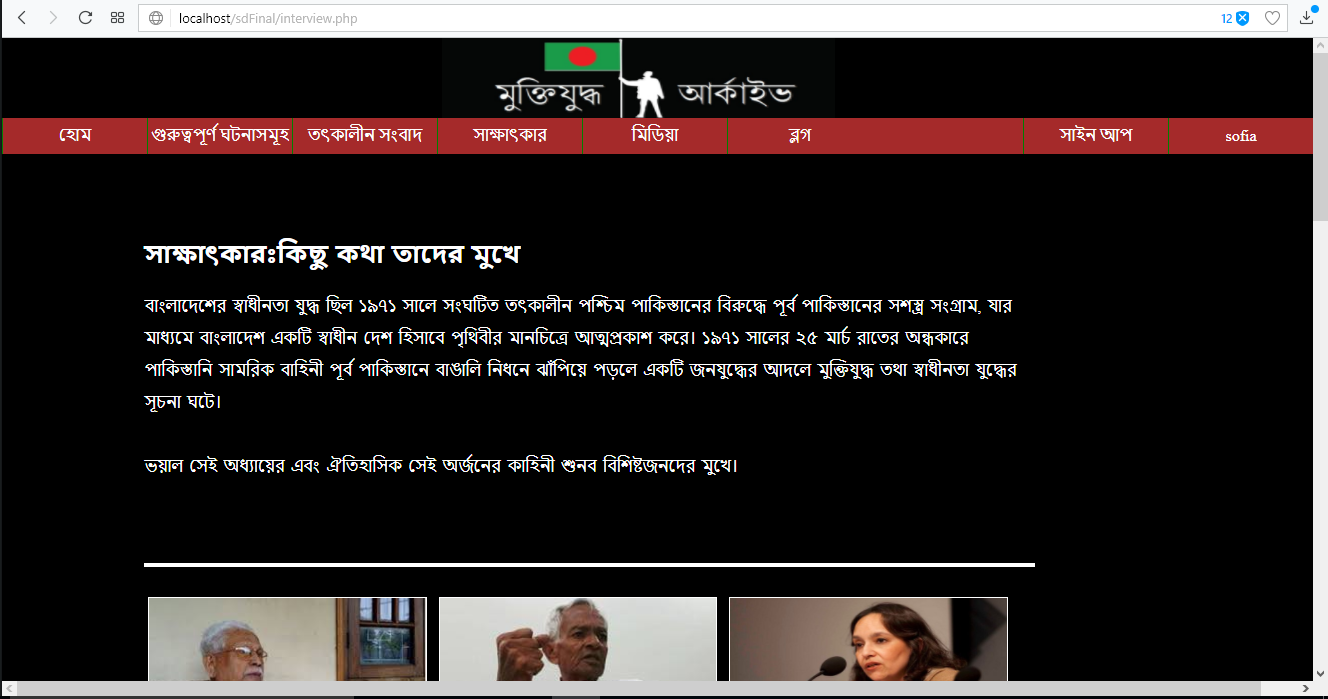 localhost/sdFinal/interview.php
12
মুক্তিযুদ্ধ আর্কাইভ
হোম গুরুত্বপূর্ণ ঘটনাসমূহ তৎকালীন সংবাদ সাক্ষাৎকার মিডিয়া ব্লগ সাইন আপ sofia
সাক্ষাৎকারঃকিছু কথা তাদের মুখে
বাংলাদেশের স্বাধীনতা যুদ্ধ ছিল ১৯৭১ সালে সংঘটিত তৎকালীন পশ্চিম পাকিস্তানের বিরুদ্ধে পূর্ব পাকিস্তানের সশস্ত্র সংগ্রাম, যার
মাধ্যমে বাংলাদেশ একটি স্বাধীন দেশ হিসাবে পৃথিবীর মানচিত্রে আত্মপ্রকাশ করে। ১৯৭১ সালের ২৫ মার্চ রাতের অন্ধকারে
পাকিস্তানি সামরিক বাহিনী পূর্ব পাকিস্তানে বাঙালি নিধনে ঝাঁপিয়ে পড়লে একটি জনযুদ্ধের আদলে মুক্তিযুদ্ধ তথা স্বাধীনতা যুদ্ধের
সূচনা ঘটে।
ভয়াল সেই অধ্যায়ের এবং ঐতিহাসিক সেই অর্জনের কাহিনী শুনব বিশিষ্টজনদের মুখে।